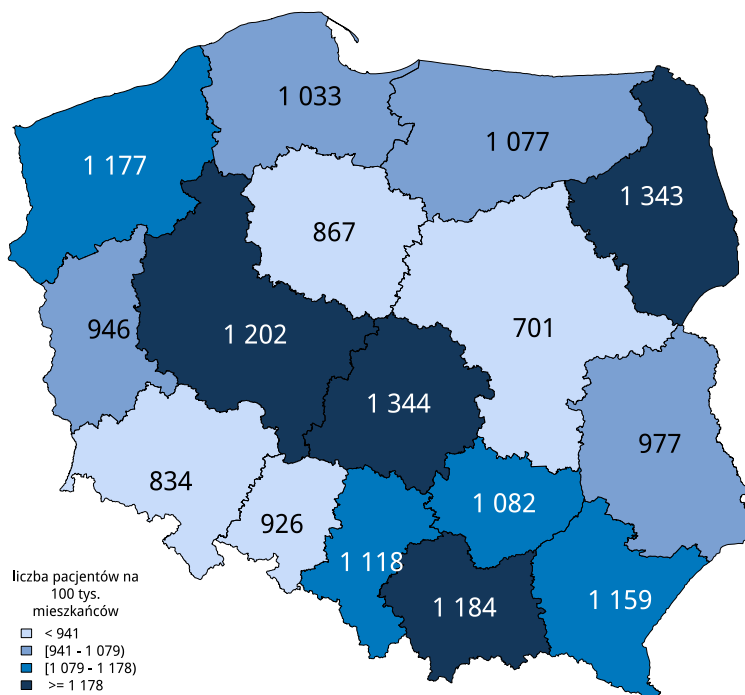 1 033
1 077
1 177
1 343
867
946
1 202
701
1 344
977
834
1 082
926
1 118
1 159
1 184
liczba pacjentów na
100 tys.
mieszkańców
< 941
[941 - 1 079)
[1 079 - 1 178)
>= 1 178